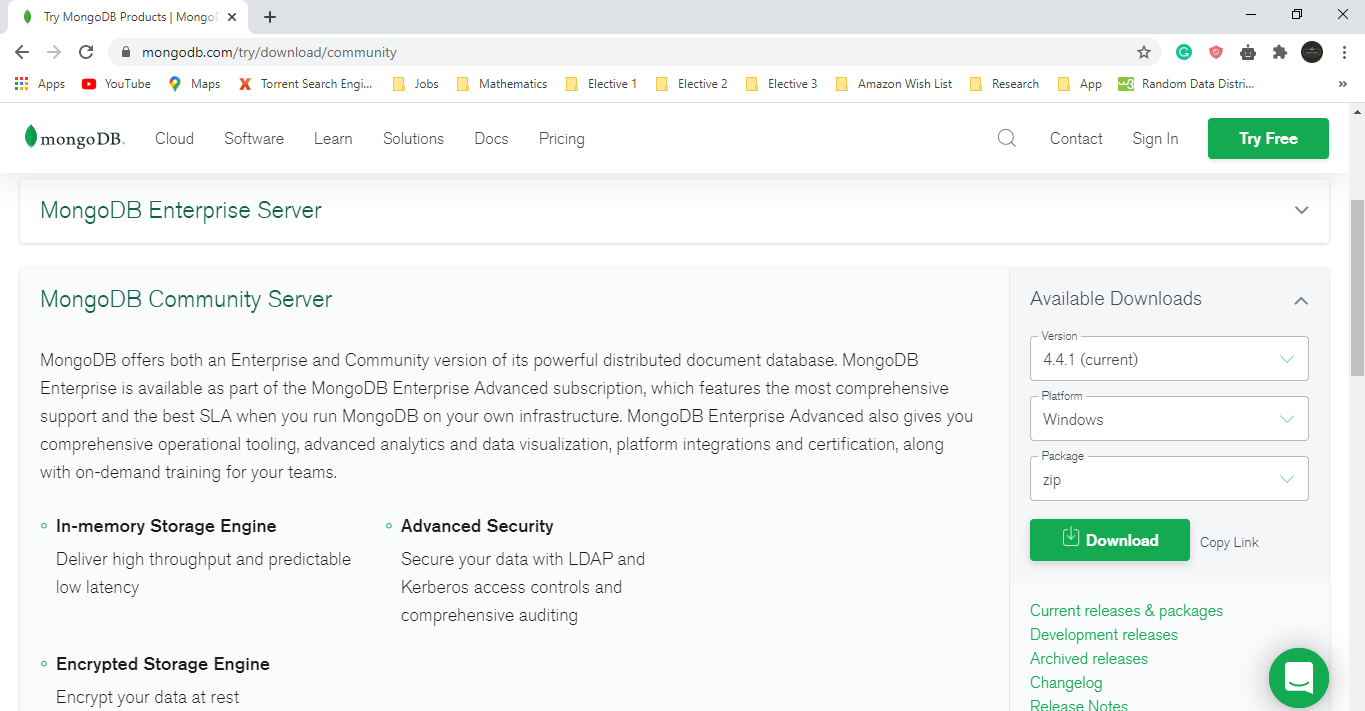 Try MongoDB Products | Mongo
mongodb.com/try/download/community
Apps YouTube Maps Torrent Search Engi... Jobs Mathematics Elective 1 Elective 2 Elective 3 Amazon Wish List Research App Random Data Distri... »
mongoDB. Cloud Software Learn Solutions Docs Pricing Contact Sign In Try Free
MongoDB Enterprise Server
MongoDB Community Server
MongoDB offers both an Enterprise and Community version of its powerful distributed document database. MongoDB
Enterprise is available as part of the MongoDB Enterprise Advanced subscription, which features the most comprehensive
support and the best SLA when you run MongoDB on your own infrastructure. MongoDB Enterprise Advanced also gives you
comprehensive operational tooling, advanced analytics and data visualization, platform integrations and certification, along
with on-demand training for your teams.
In-memory Storage Engine
Deliver high throughput and predictable
low latency
Advanced Security
Secure your data with LDAP and
Kerberos access controls and
comprehensive auditing
Encrypted Storage Engine
Encrypt your data at rest
Available Downloads
Version
4.4.1 (current)
Platform
Windows
Package
zip
Download Copy Link
Current releases & packages
Development releases
Archived releases
Changelog
Release Notes